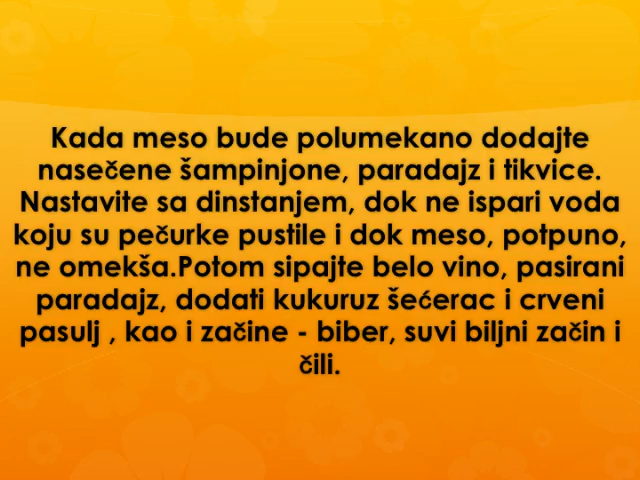 Kada meso bude polumekano dodajte
nasečene šampinjone, paradajz i tikvice.
Nastavite sa dinstanjem, dok ne ispari voda
koju su pečurke pustile i dok meso, potpuno,
ne omekša.Potom sipajte belo vino, pasirani
paradajz, dodati kukuruz šećerac i crveni
pasulj , kao i začine - biber, suvi biljni začin i
čili.